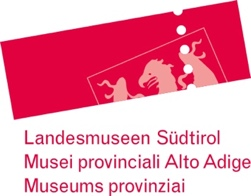 Landesmuseen Südtirol
Musei provinciali Alto Adige
Museums provinziai